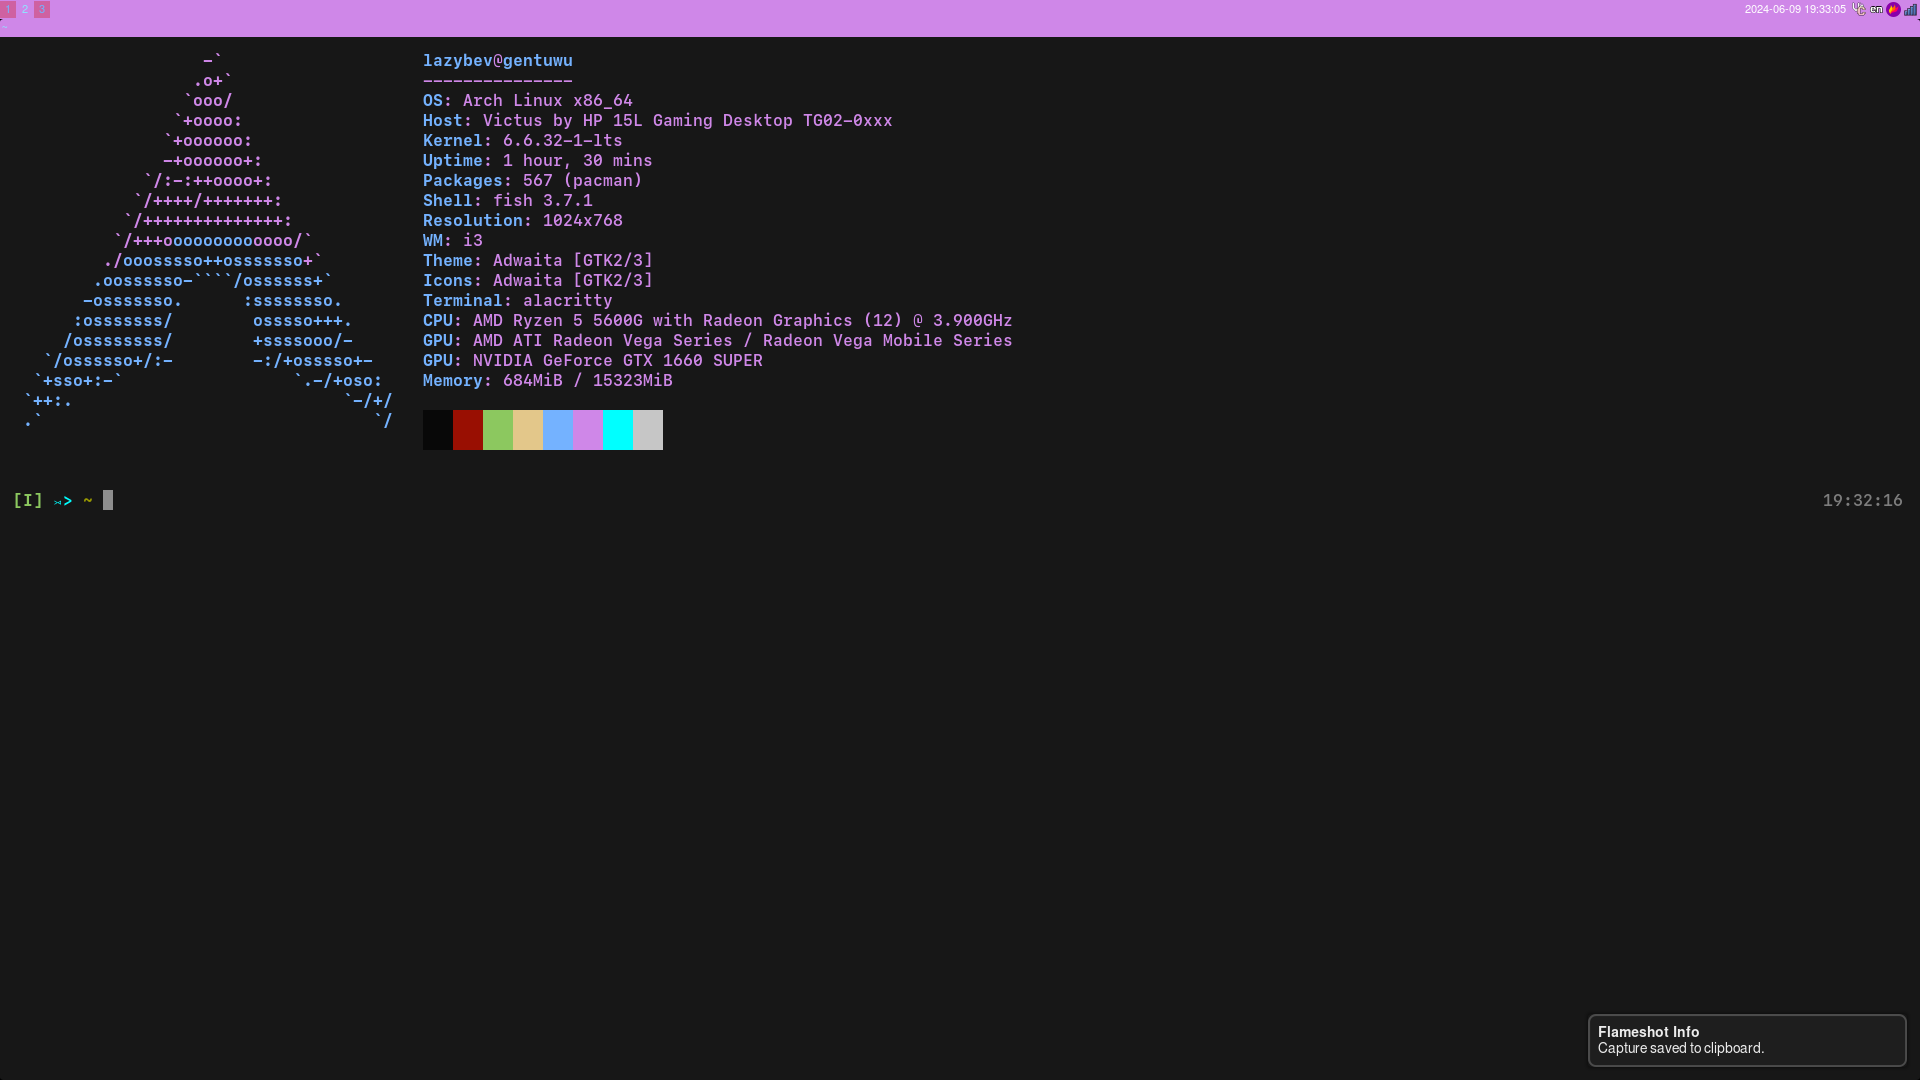 1 2 3
2024-06-09 19:33:05 en
~
-`
.o+`
`ooo/
`+oooo:
`+oooooo:
-+oooooo+:
`/:-:++oooo+:
`/++++/+++++++:
`/++++++++++++++:
`/+++ooooooooooooo/`
./ooosssso++osssssso+`
.oossssso-````/ossssss+`
-osssssso. :ssssssso.
:osssssss/ osssso+++.
/ossssssss/ +ssssooo/-
`/ossssso+/:- -:/+osssso+-
`+sso+:-` `.-/+oso:
`++:. `-/+/
.` `/
lazybev@gentuwu
---------------
OS: Arch Linux x86_64
Host: Victus by HP 15L Gaming Desktop TG02-0xxx
Kernel: 6.6.32-1-lts
Uptime: 1 hour, 30 mins
Packages: 567 (pacman)
Shell: fish 3.7.1
Resolution: 1024x768
WM: i3
Theme: Adwaita [GTK2/3]
Icons: Adwaita [GTK2/3]
Terminal: alacritty
CPU: AMD Ryzen 5 5600G with Radeon Graphics (12) @ 3.900GHz
GPU: AMD ATI Radeon Vega Series / Radeon Vega Mobile Series
GPU: NVIDIA GeForce GTX 1660 SUPER
Memory: 684MiB / 15323MiB
[I] ⤐> ~ 19:32:16
Flameshot Info
Capture saved to clipboard.